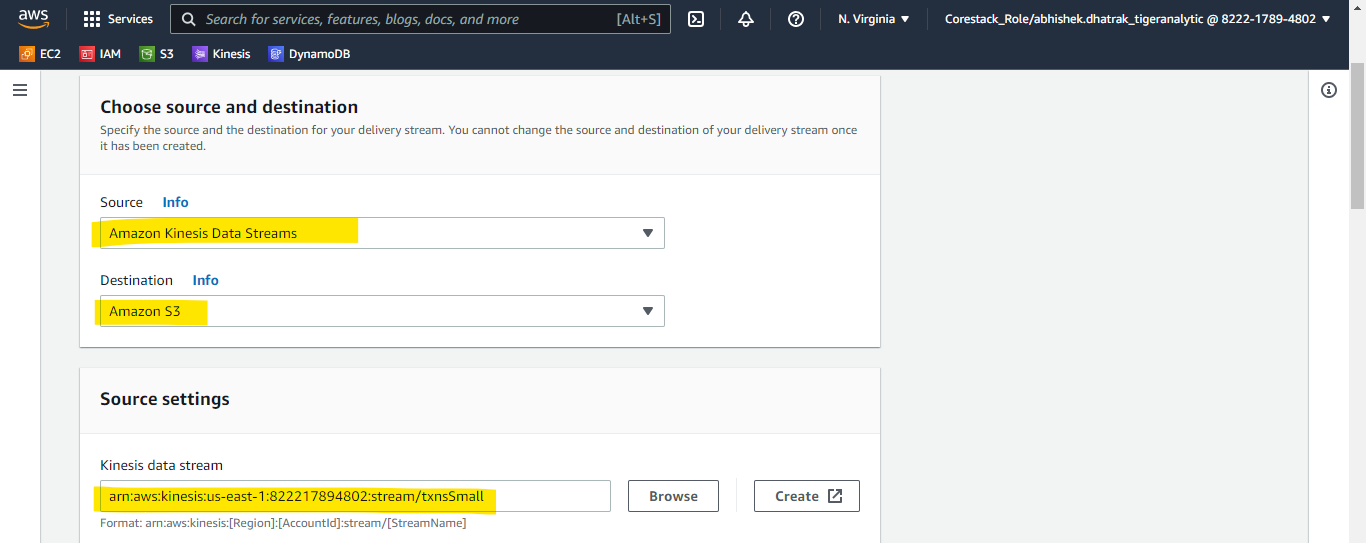 aws Services Search for services, features, blogs, docs, and more [Alt+S] N. Virginia Corestack_Role/abhishek.dhatrak_tigeranalytic @ 8222-1789-4802
EC2 IAM S3 Kinesis DynamoDB
Choose source and destination
Specify the source and the destination for your delivery stream. You cannot change the source and destination of your delivery stream once
it has been created.
Source Info
Amazon Kinesis Data Streams
Destination Info
Amazon S3
Source settings
Kinesis data stream
arn:aws:kinesis:us-east-1:822217894802:stream/txnsSmall Browse Create
Format: arn:aws:kinesis:[Region]:[AccountId]:stream/[StreamName]